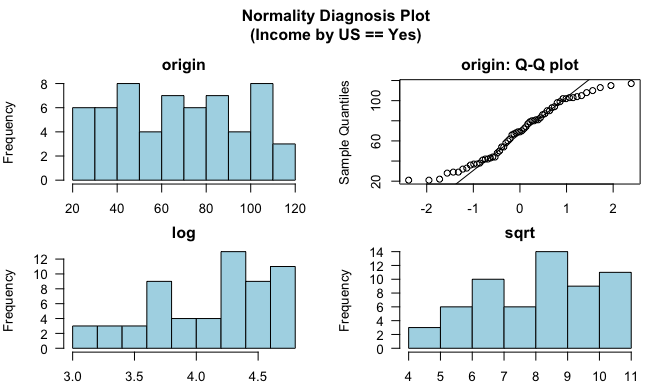 Normality Diagnosis Plot
(Income by US == Yes)
origin
Frequency
0 2 4 6 8
20 40 60 80 100 120
origin: Q-Q plot
Sample Quantiles
20 60 100
-2 -1 0 1 2
log
Frequency
0 2 4 6 8 10 12
3.0 3.5 4.0 4.5
sqrt
Frequency
0 2 4 6 8 10 12 14
4 5 6 7 8 9 10 11